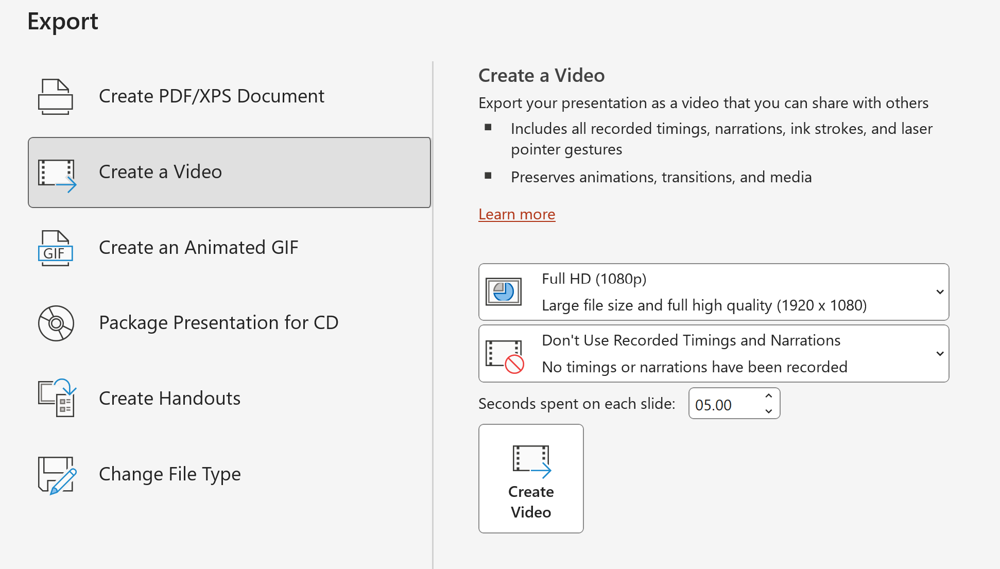 Export
Create PDF/XPS Document
Create a Video
GIF
Create an Animated GIF
Package Presentation for CD
Create Handouts
Change File Type
Create a Video
Export your presentation as a video that you can share with others
Includes all recorded timings, narrations, ink strokes, and laser
pointer gestures
Preserves animations, transitions, and media
Learn more
Full HD (1080p)
Large file size and full high quality (1920 x 1080)
Don't Use Recorded Timings and Narrations
No timings or narrations have been recorded
Seconds spent on each slide: 05.00
Create
Video